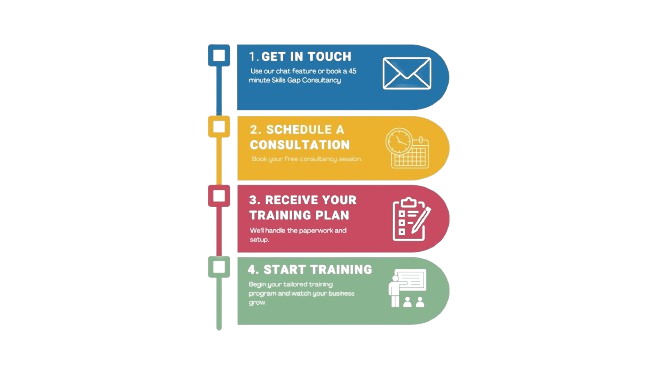 1. GET IN TOUCH
Use our chat feature or book a 45
minute Skills Gap Consultancy
2. SCHEDULE A
CONSULTATION
Book your Free consultancy session.
3. RECEIVE YOUR
TRAINING PLAN
We'll handle the paperwork and
setup.
4. START TRAINING
Begin your tailored training
program and watch your business
grow.